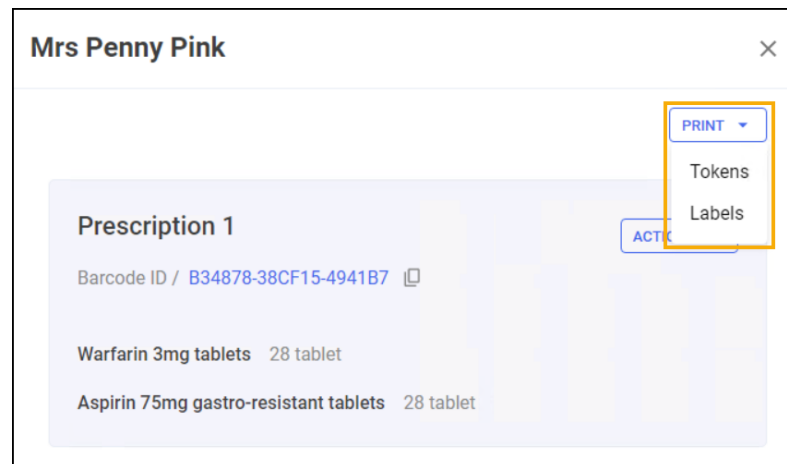 Mrs Penny Pink
PRINT
Tokens
Labels
Prescription 1
Barcode ID / B34878-38CF15-4941B7
Warfarin 3mg tablets 28 tablet
Aspirin 75mg gastro-resistant tablets 28 tablet